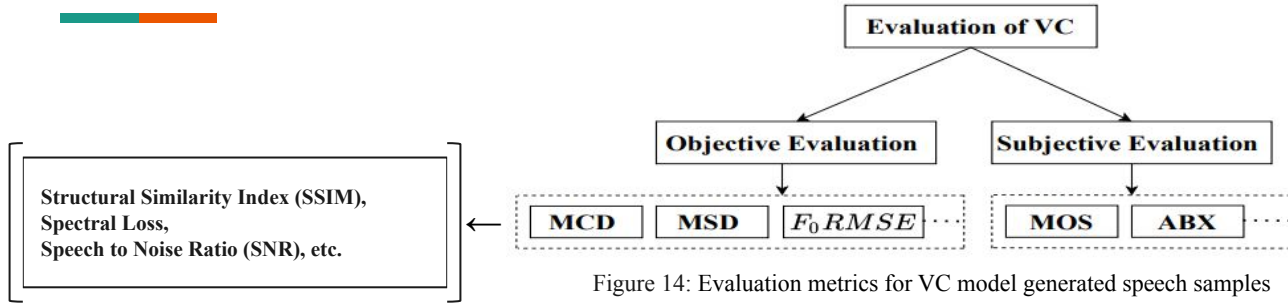 Evaluation of VC
Objective Evaluation
Subjective Evaluation
MCD
MSD
F₀RMSE
MOS
ABX
Structural Similarity Index (SSIM),
Spectral Loss,
Speech to Noise Ratio (SNR), etc.
Figure 14: Evaluation metrics for VC model generated speech samples